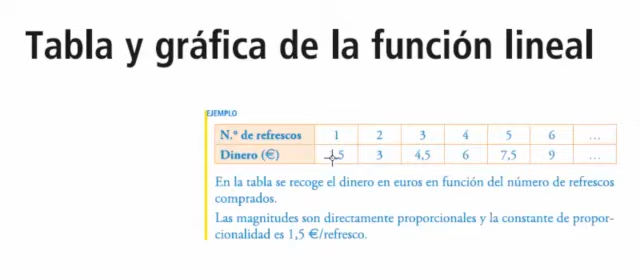 Tabla y gráfica de la función lineal
EJEMPLO
N.º de refrescos 1 2 3 4 5 6 ...
Dinero (€) ,5 3 4,5 6 7,5 9 ...
En la tabla se recoge el dinero en euros en función del número de refrescos
comprados.
Las magnitudes son directamente proporcionales y la constante de propor-
cionalidad es 1,5 €/refresco.